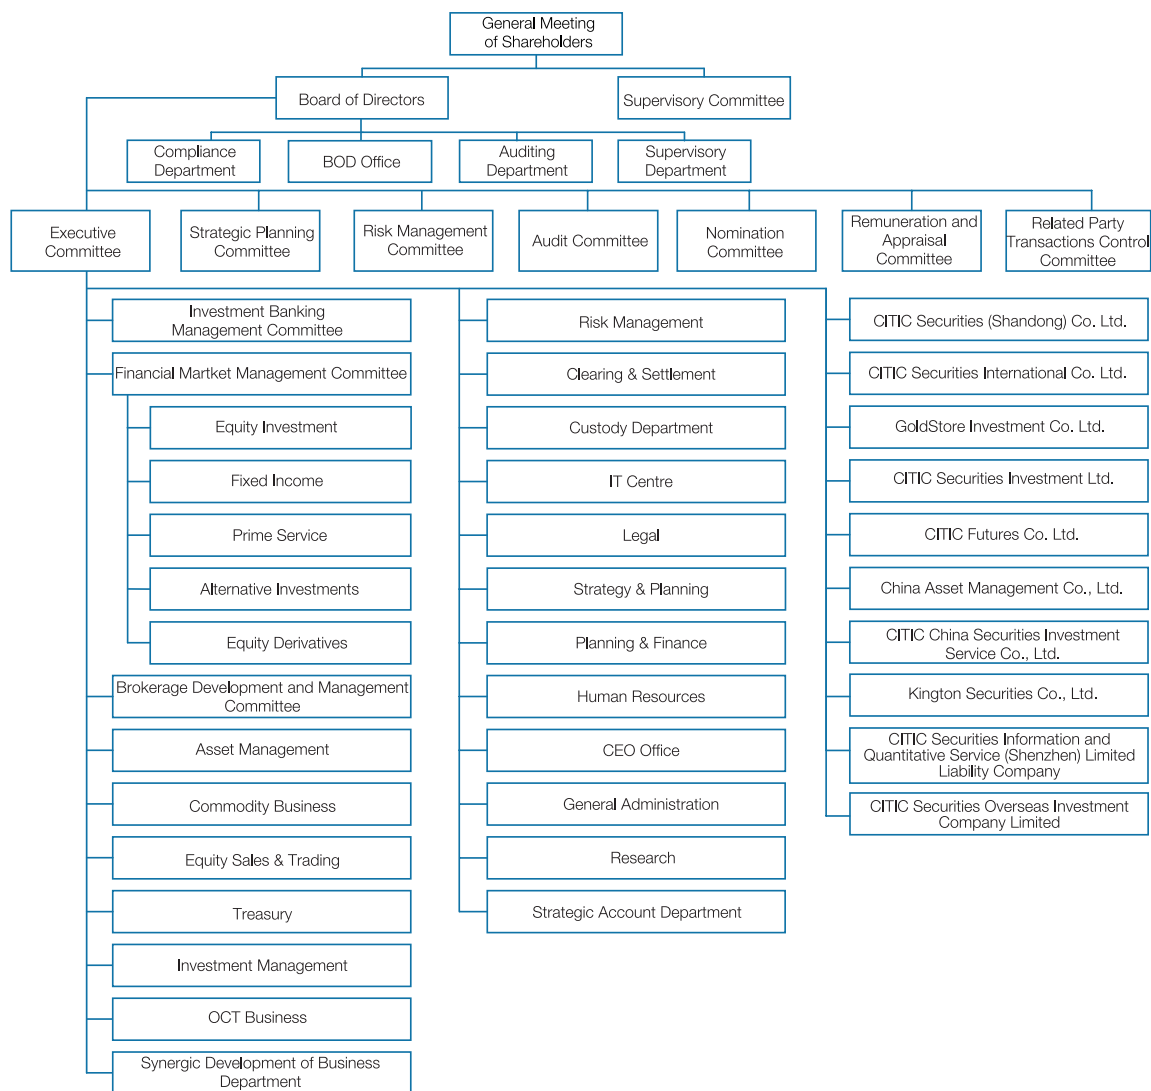 General Meeting
of Shareholders
Board of Directors
Supervisory Committee
Compliance
Department
BOD Office
Auditing
Department
Supervisory
Department
Executive
Committee
Strategic Planning
Committee
Risk Management
Committee
Audit Committee
Nomination
Committee
Remuneration and
Appraisal
Committee
Related Party
Transactions Control
Committee
Investment Banking
Management Committee
Financial Martket Management Committee
Equity Investment
Fixed Income
Prime Service
Alternative Investments
Equity Derivatives
Brokerage Development and Management
Committee
Asset Management
Commodity Business
Equity Sales & Trading
Treasury
Investment Management
OCT Business
Synergic Development of Business
Department
Risk Management
Clearing & Settlement
Custody Department
IT Centre
Legal
Strategy & Planning
Planning & Finance
Human Resources
CEO Office
General Administration
Research
Strategic Account Department
CITIC Securities (Shandong) Co. Ltd.
CITIC Securities International Co. Ltd.
GoldStore Investment Co. Ltd.
CITIC Securities Investment Ltd.
CITIC Futures Co. Ltd.
China Asset Management Co., Ltd.
CITIC China Securities Investment
Service Co., Ltd.
Kington Securities Co., Ltd.
CITIC Securities Information and
Quantitative Service (Shenzhen) Limited
Liability Company
CITIC Securities Overseas Investment
Company Limited